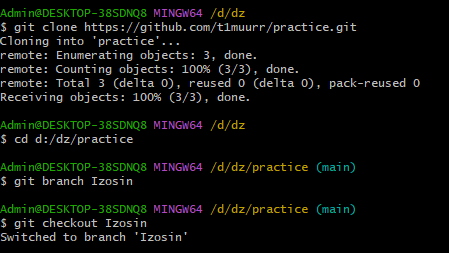 Admin@DESKTOP-38SDNQ8 MINGW64 /d/dz
$ git clone https://github.com/t1muurr/practice.git
Cloning into 'practice'...
remote: Enumerating objects: 3, done.
remote: Counting objects: 100% (3/3), done.
remote: Total 3 (delta 0), reused 0 (delta 0), pack-reused 0
Receiving objects: 100% (3/3), done.
Admin@DESKTOP-38SDNQ8 MINGW64 /d/dz
$ cd d:/dz/practice
Admin@DESKTOP-38SDNQ8 MINGW64 /d/dz/practice (main)
$ git branch Izosin
Admin@DESKTOP-38SDNQ8 MINGW64 /d/dz/practice (main)
$ git checkout Izosin
Switched to branch 'Izosin'